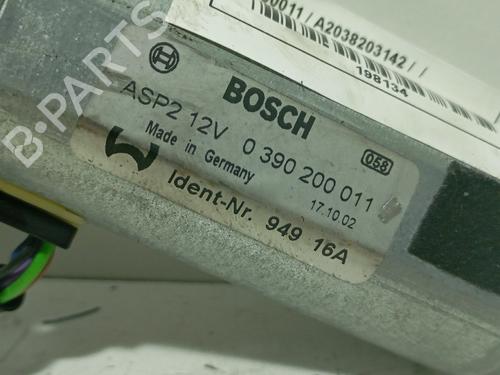 0011 / A2038203142 / /
198134
BOSCH
ASP2 12V 0 390 200 011
Made in Germany
058
17.10.02
Ident-Nr. 949 16A
B-PARTS